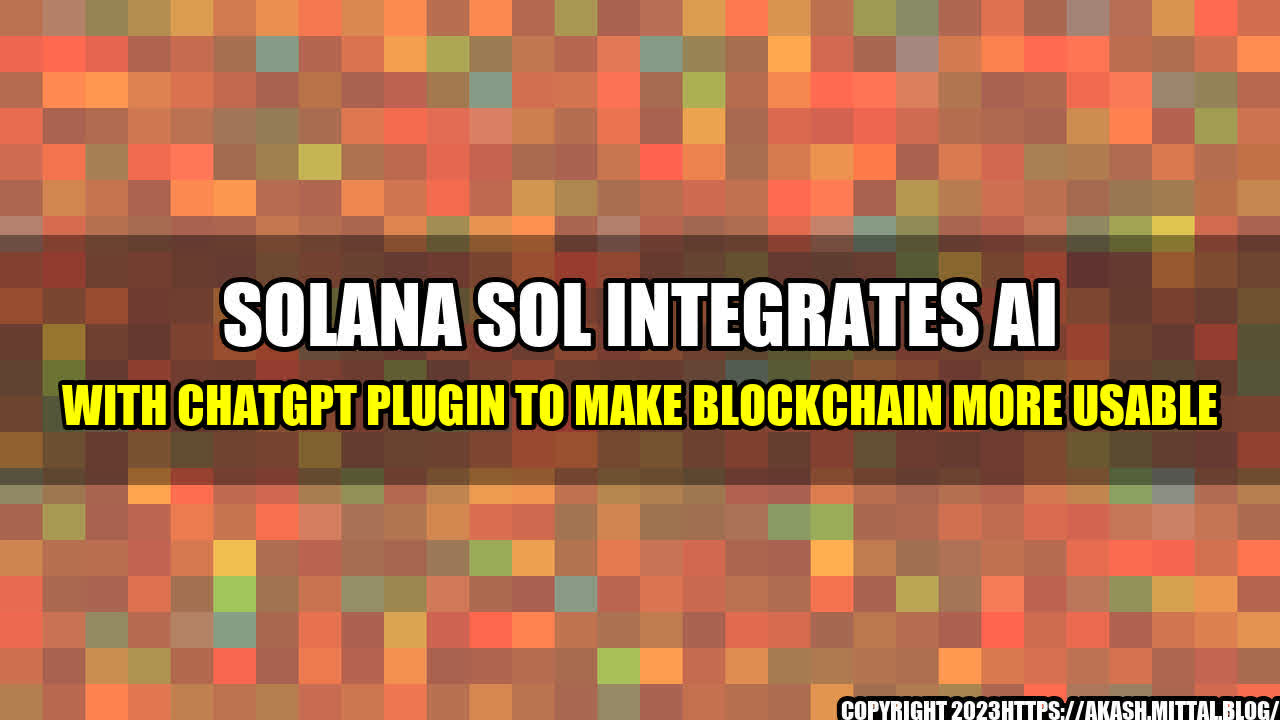 SOLANA SOL INTEGRATES AI
WITH CHATGPT PLUGIN TO MAKE BLOCKCHAIN MORE USABLE
COPYRIGHT 2023HTTPS://AKASH.MITTAL.BLOG/